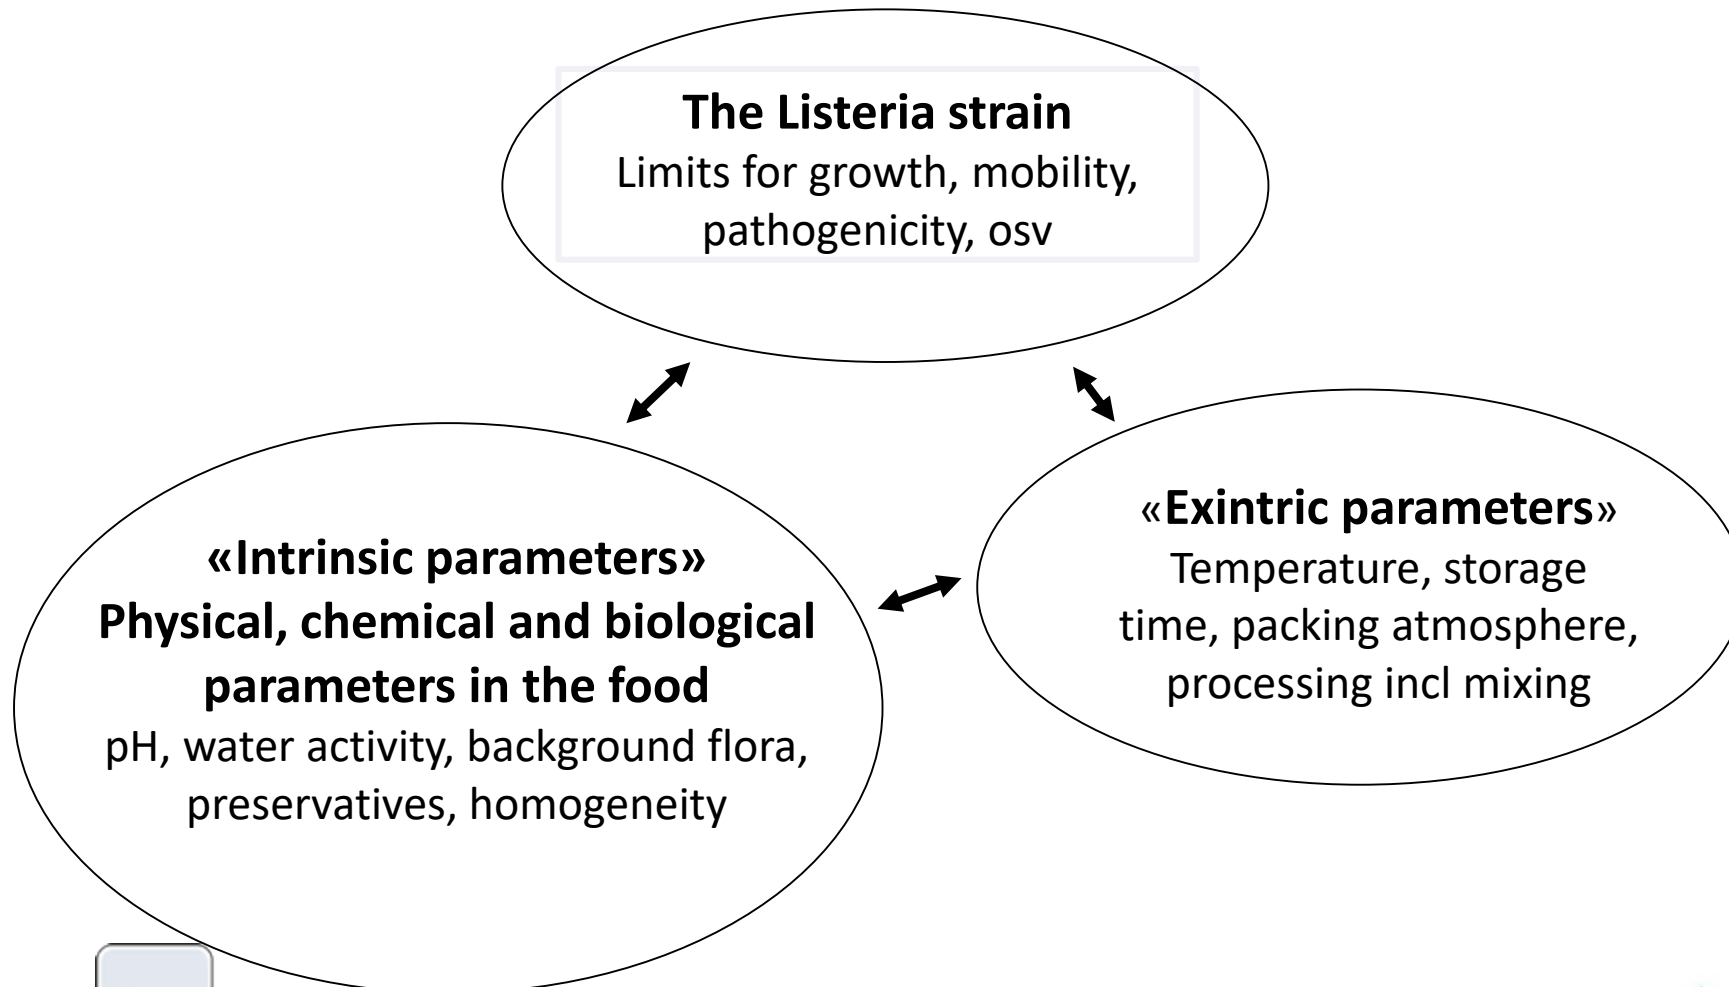 The Listeria strain
Limits for growth, mobility,
pathogenicity, osv
«Intrinsic parameters»
Physical, chemical and biological
parameters in the food
pH, water activity, background flora,
preservatives, homogeneity
«Exintric parameters»
Temperature, storage
time, packing atmosphere,
processing incl mixing